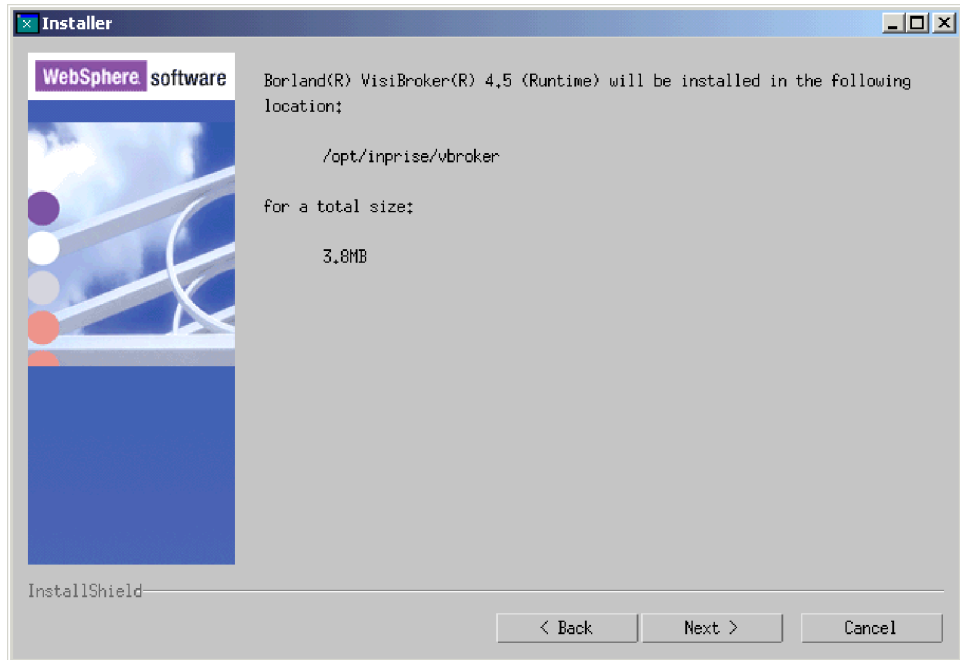 Installer
WebSphere software
Borland(R) VisiBroker(R) 4.5 (Runtime) will be installed in the following
location:
/opt/inprise/vbroker
for a total size:
3.8MB
InstallShield
< Back
Next >
Cancel